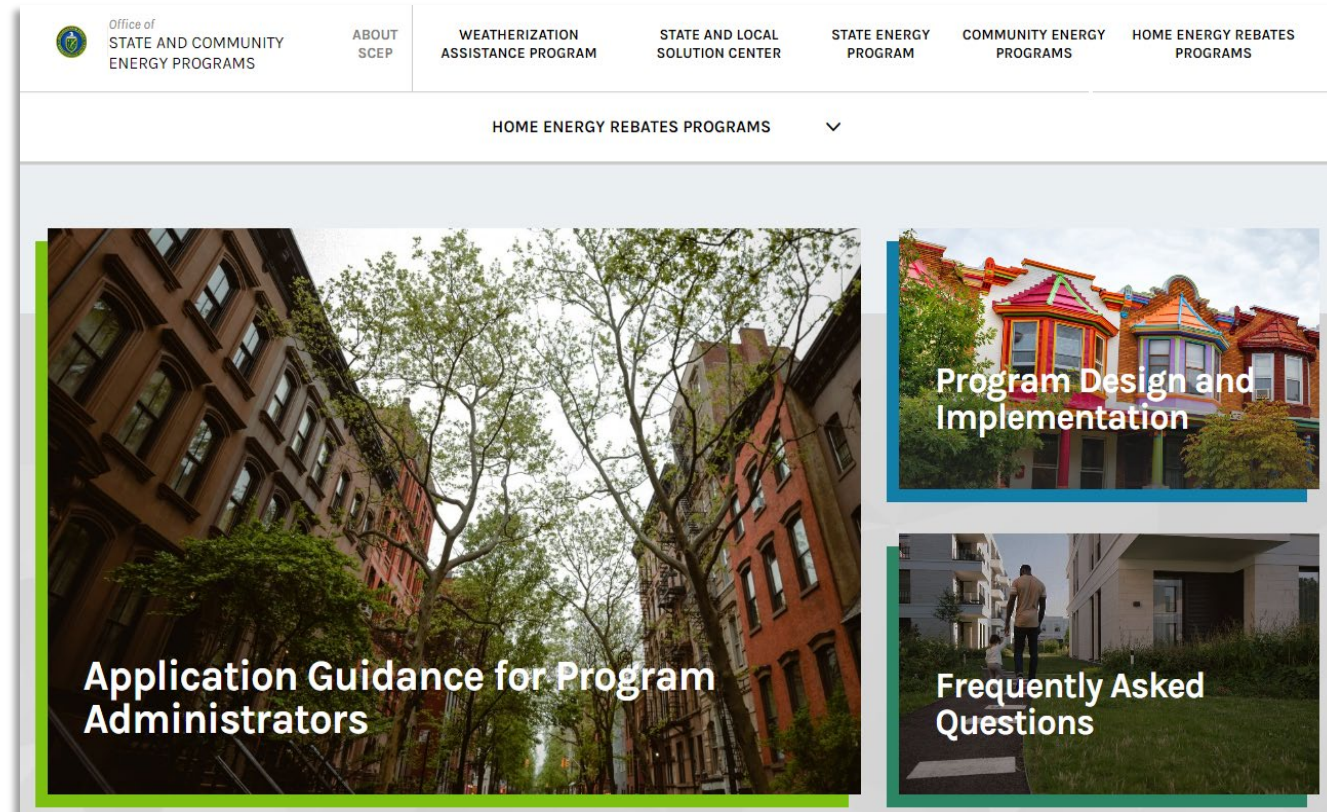 Office of
STATE AND COMMUNITY
ENERGY PROGRAMS
ABOUT
SCEP
WEATHERIZATION
ASSISTANCE PROGRAM
STATE AND LOCAL
SOLUTION CENTER
STATE ENERGY
PROGRAM
COMMUNITY ENERGY
PROGRAMS
HOME ENERGY REBATES
PROGRAMS
HOME ENERGY REBATES PROGRAMS
Application Guidance for Program
Administrators
Program Design and
Implementation
Frequently Asked
Questions